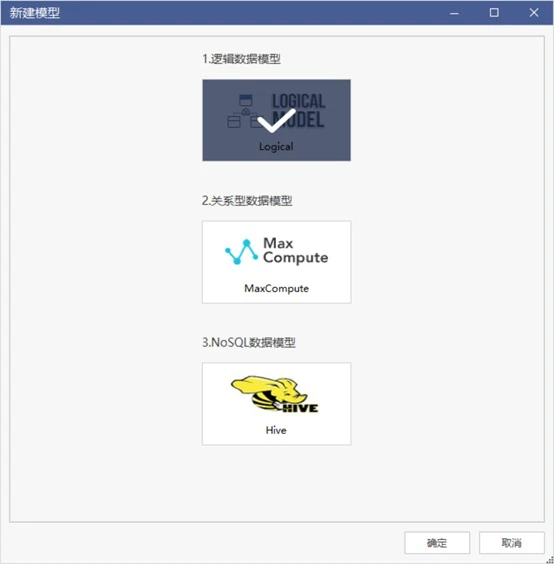 新建模型
1.逻辑数据模型
LOGICAL
MODEL
Logical
2.关系型数据模型
Max
Compute
MaxCompute
3.NoSQL数据模型
HIVE
Hive
确定
取消